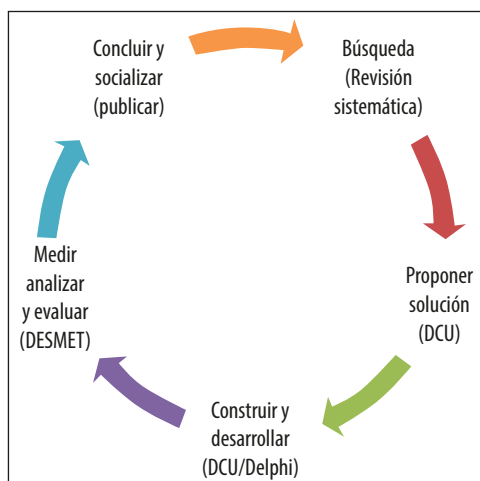 Concluir y
socializar
(publicar)
Búsqueda
(Revisión
sistemática)
Proponer
solución
(DCU)
Construir y
desarrollar
(DCU/Delphi)
Medir
analizar
y evaluar
(DESMET)